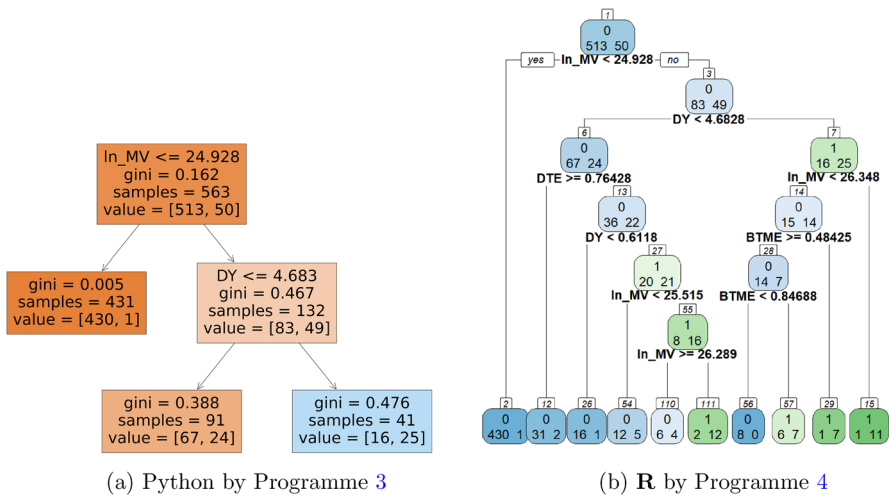 ln_MV <= 24.928
gini = 0.162
samples = 563
value = [513, 50]
gini = 0.005
samples = 431
value = [430, 1]
DY <= 4.683
gini = 0.467
samples = 132
value = [83, 49]
gini = 0.388
samples = 91
value = [67, 24]
gini = 0.476
samples = 41
value = [16, 25]
(a) Python by Programme 3
1
0
513 50
yes ln_MV < 24.928 no
3
0
83 49
DY < 4.6828
6
0
67 24
DTE >= 0.76428
7
1
16 25
ln_MV < 26.348
13
0
36 22
DY < 0.6118
14
0
15 14
BTME >= 0.48425
27
1
20 21
ln_MV < 25.515
28
0
14 7
BTME < 0.84688
55
1
8 16
ln_MV >= 26.289
2
0
430 1
12
0
31 2
26
0
16 1
54
0
12 5
110
0
6 4
111
1
2 12
56
0
8 0
57
1
6 7
29
1
1 7
15
1
1 11
(b) R by Programme 4